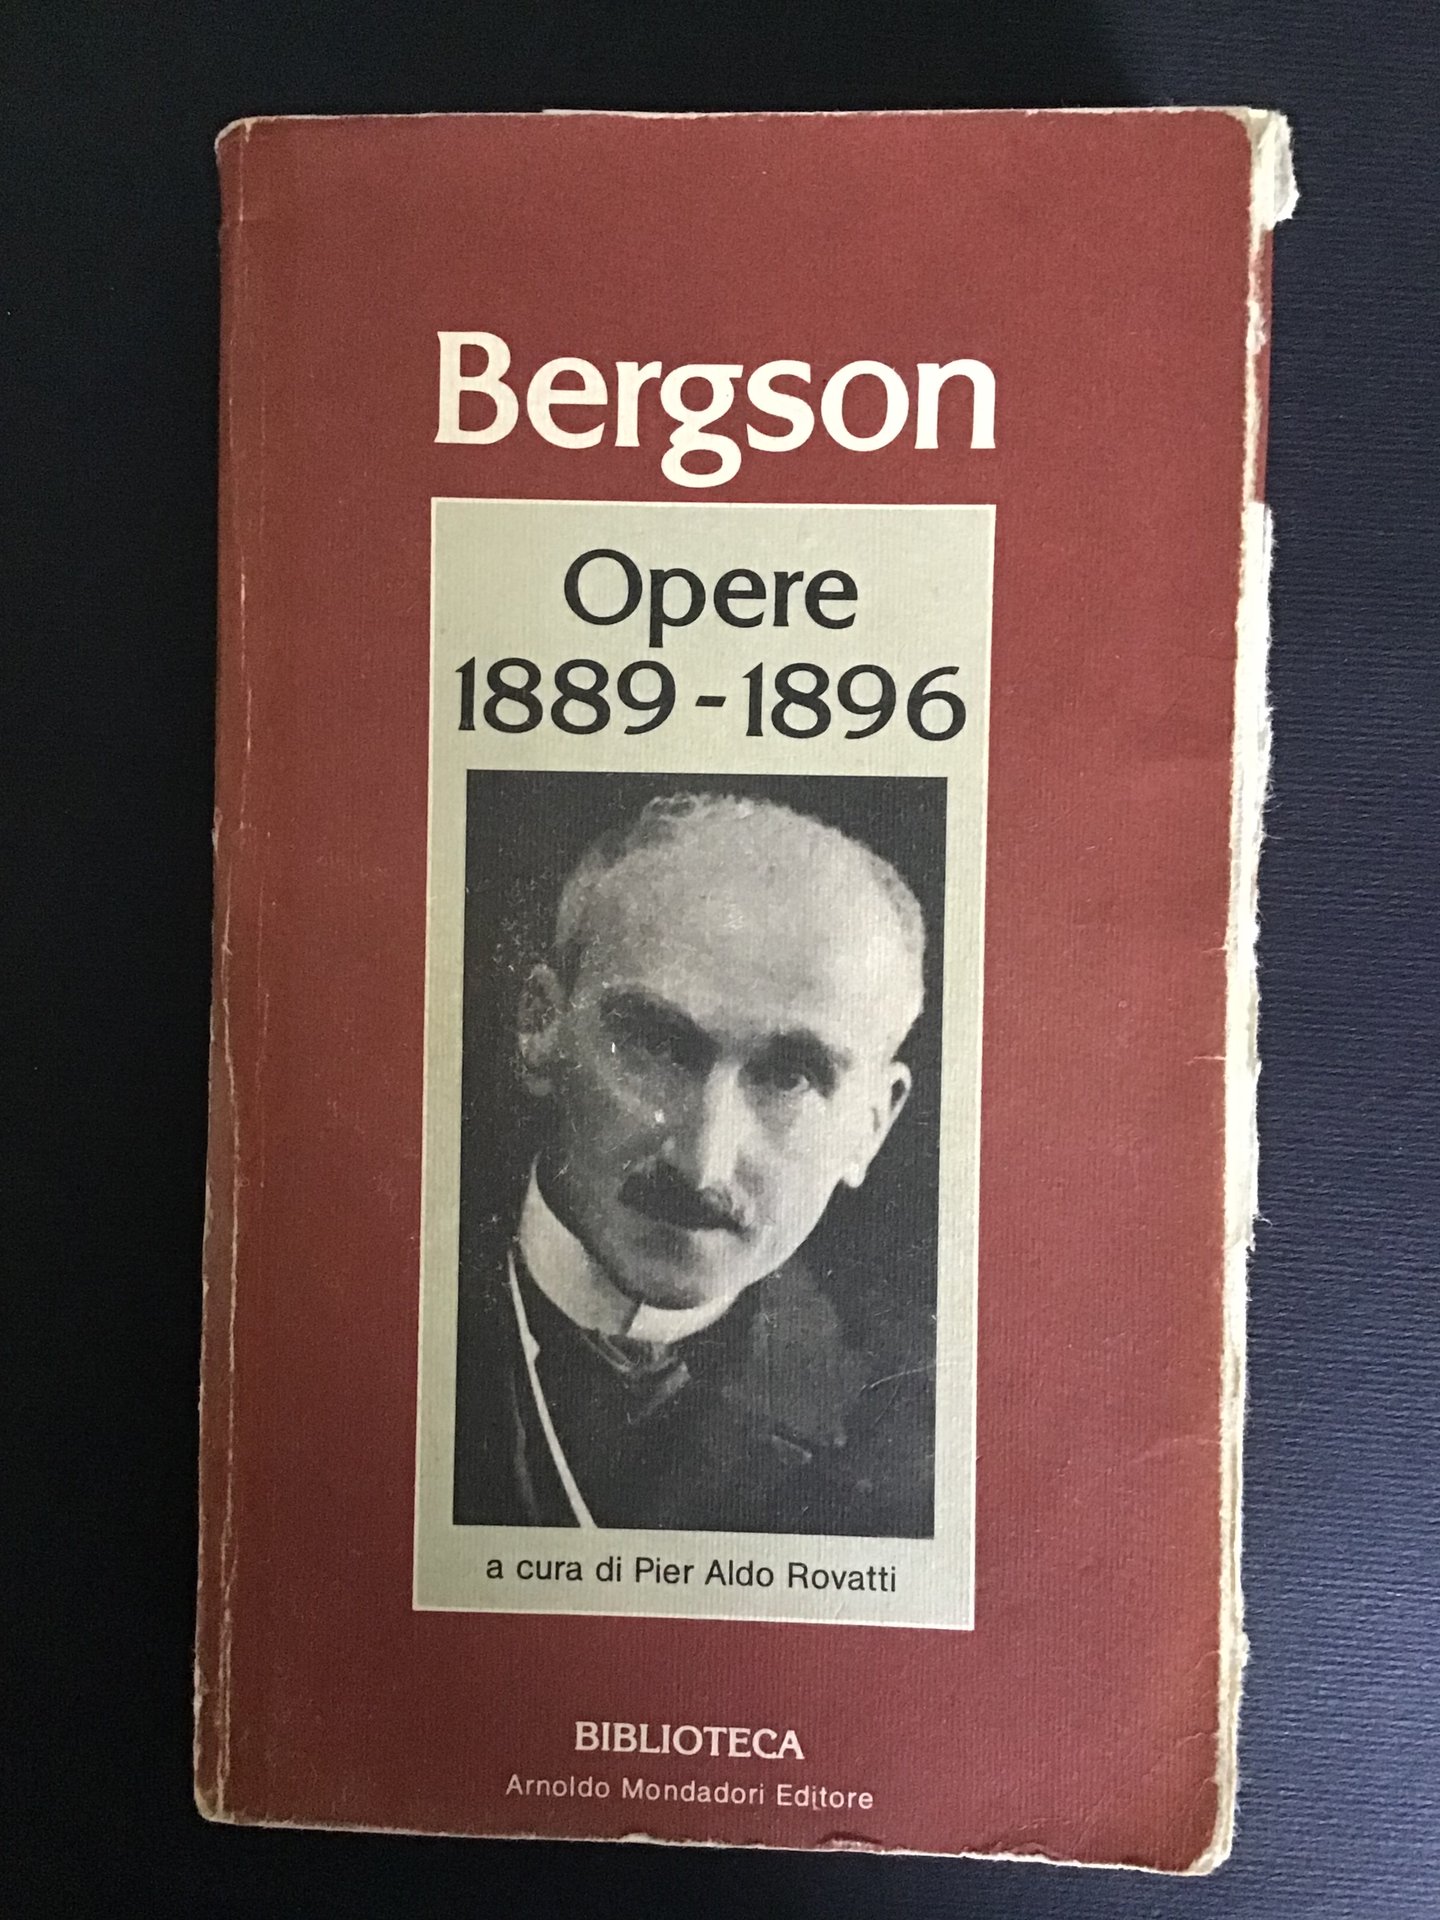 Bergson
Opere
1889-1896
a cura di Pier Aldo Rovatti
BIBLIOTECA
Arnoldo Mondadori Editore